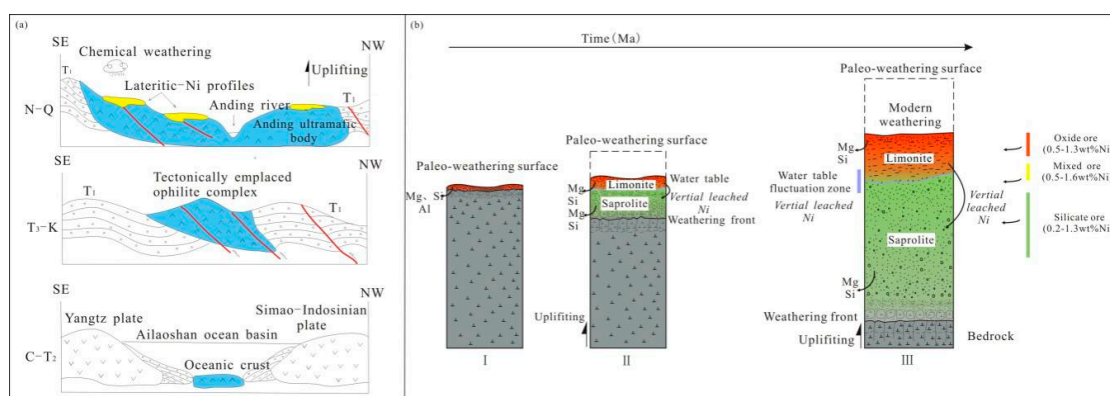 (a)
SE
NW
Chemical weathering
T₁
Uplifting
Lateritic-Ni profiles
Anding river
T₁
N-Q
Anding ultramatic
body
SE
NW
Tectonically emplaced
ophilite complex
T₁
T₁
T₃-K
SE
NW
Simao-Indosinian
plate
Yangtz plate
Ailaoshan ocean basin
C-T₂
Oceanic crust
(b)
Time(Ma)
Paleo-weathering surface
Mg、Si
Al
Ⅰ
Paleo-weathering surface
Water table
Limonite
Mg
Si
Vertial
leached
Ni
Saprolite
Mg
Si
Weathering front
Uplifiting
Ⅱ
Paleo-weathering surface
Modern
weathering
Mg
Si
Limonite
Water table
fluctuation zone
Vertial leached
Ni
Vertial
leached
Ni
Saprolite
Mg
Si
Weathering front
Uplifiting
Bedrock
Ⅲ
Oxide ore
(0.5-1.3wt%Ni)
Mixed ore
(0.5-1.6wt%Ni)
Silicate ore
(0.2-1.3wt%Ni)